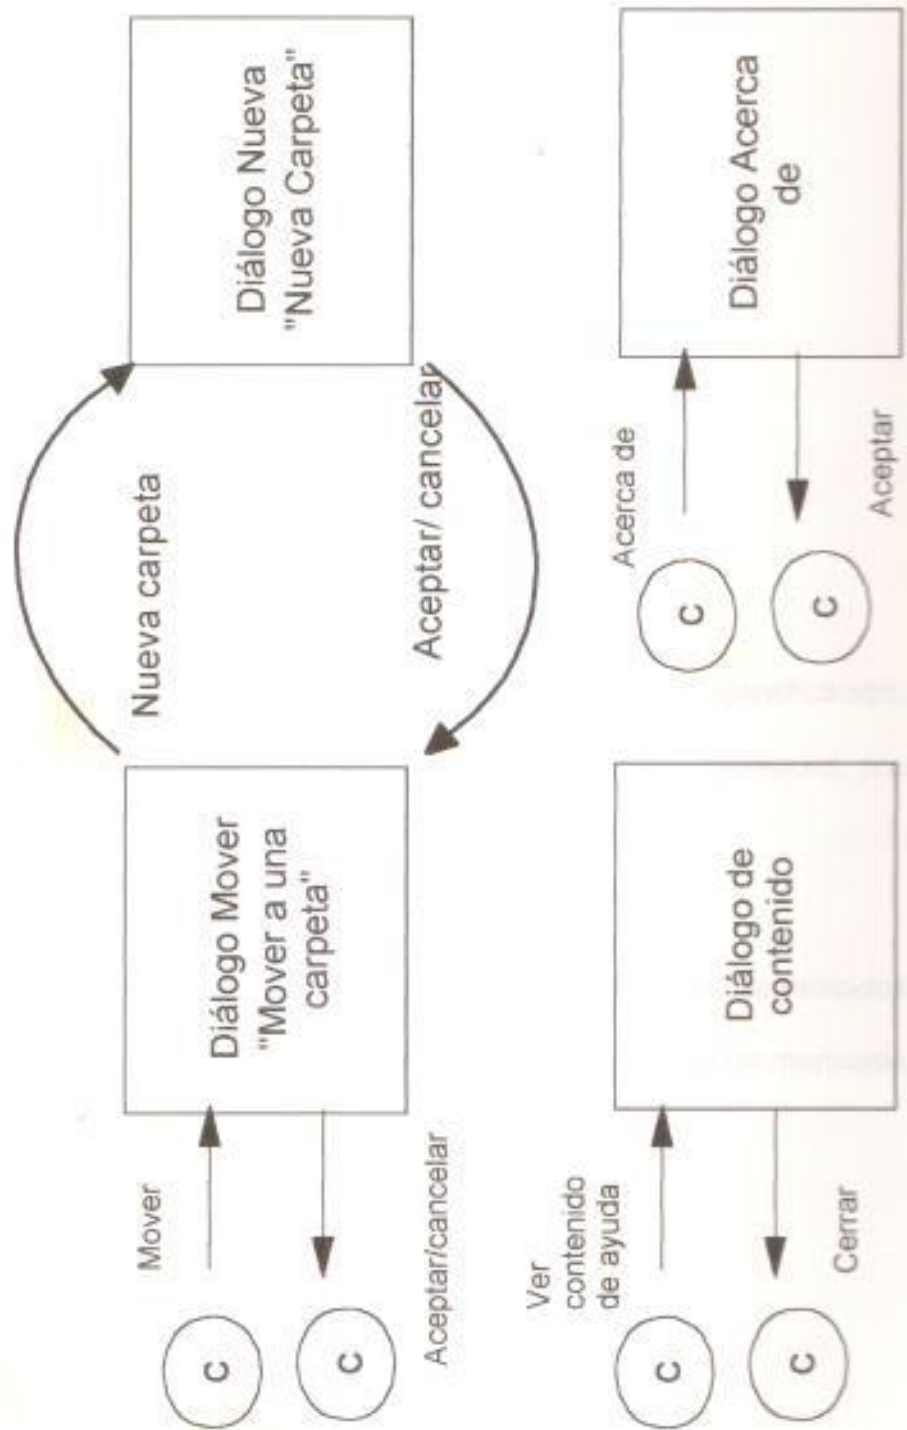 Mover
C
C
Aceptar/cancelar
Diálogo Mover
"Mover a una
carpeta"
Nueva carpeta
Aceptar/ cancelar
Diálogo Nueva
"Nueva Carpeta"
Ver
contenido
de ayuda
C
C
Cerrar
Diálogo de
contenido
Acerca de
C
C
Aceptar
Diálogo Acerca
de